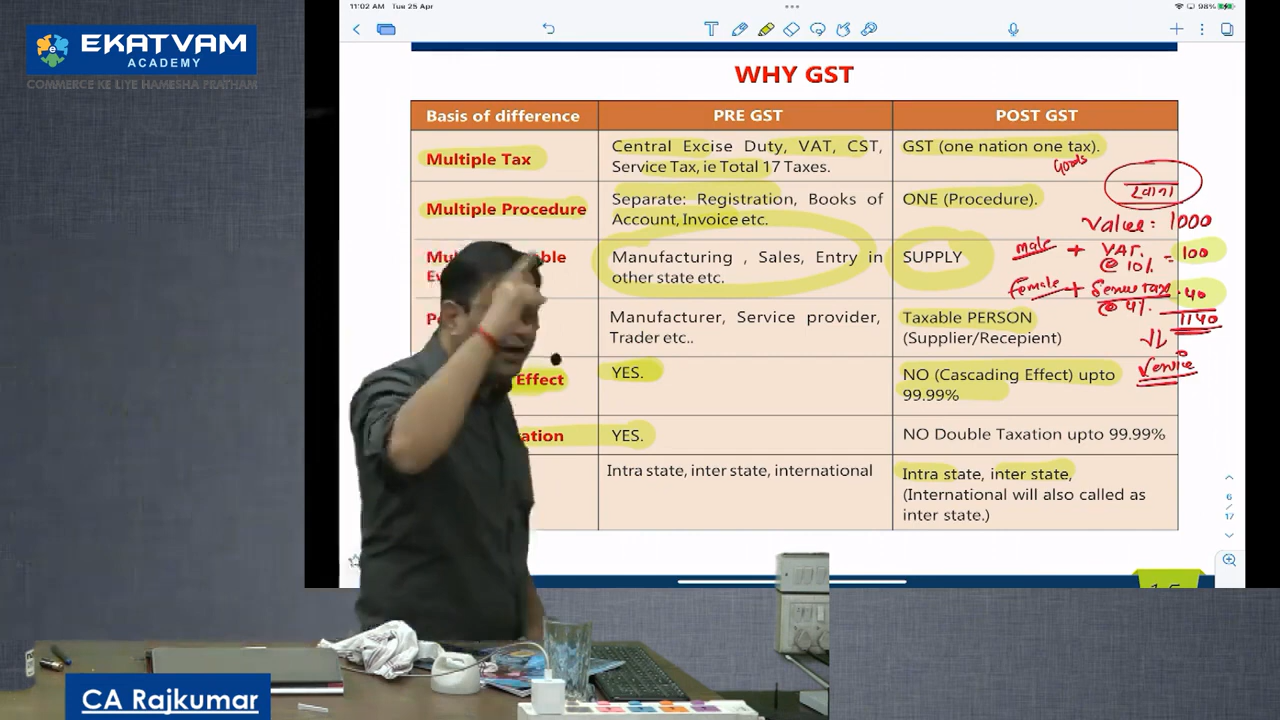 11:02 AM Tue 25 Apr
98%
EKATVAM
ACADEMY
COMMERCE KE LIYE HAMESHA PRATHAM
WHY GST
Basis of difference PRE GST POST GST
Multiple Tax
Central Excise Duty, VAT, CST,
Service Tax, ie Total 17 Taxes.
GST (one nation one tax).
Goods
Multiple Procedure
Separate: Registration, Books of
Account, Invoice etc.
ONE (Procedure).
Value: 1000
Manufacturing , Sales, Entry in
other state etc.
SUPPLY
male + VAT @ 10% = 100
Female + Service tax @ 4% 40
1140
Service
Manufacturer, Service provider,
Trader etc..
Taxable PERSON
(Supplier/Recepient)
Effect
YES.
NO (Cascading Effect) upto
99.99%
ation
YES.
NO Double Taxation upto 99.99%
Intra state, inter state, international
Intra state, inter state,
(International will also called as
inter state.)
6
17
CA Rajkumar